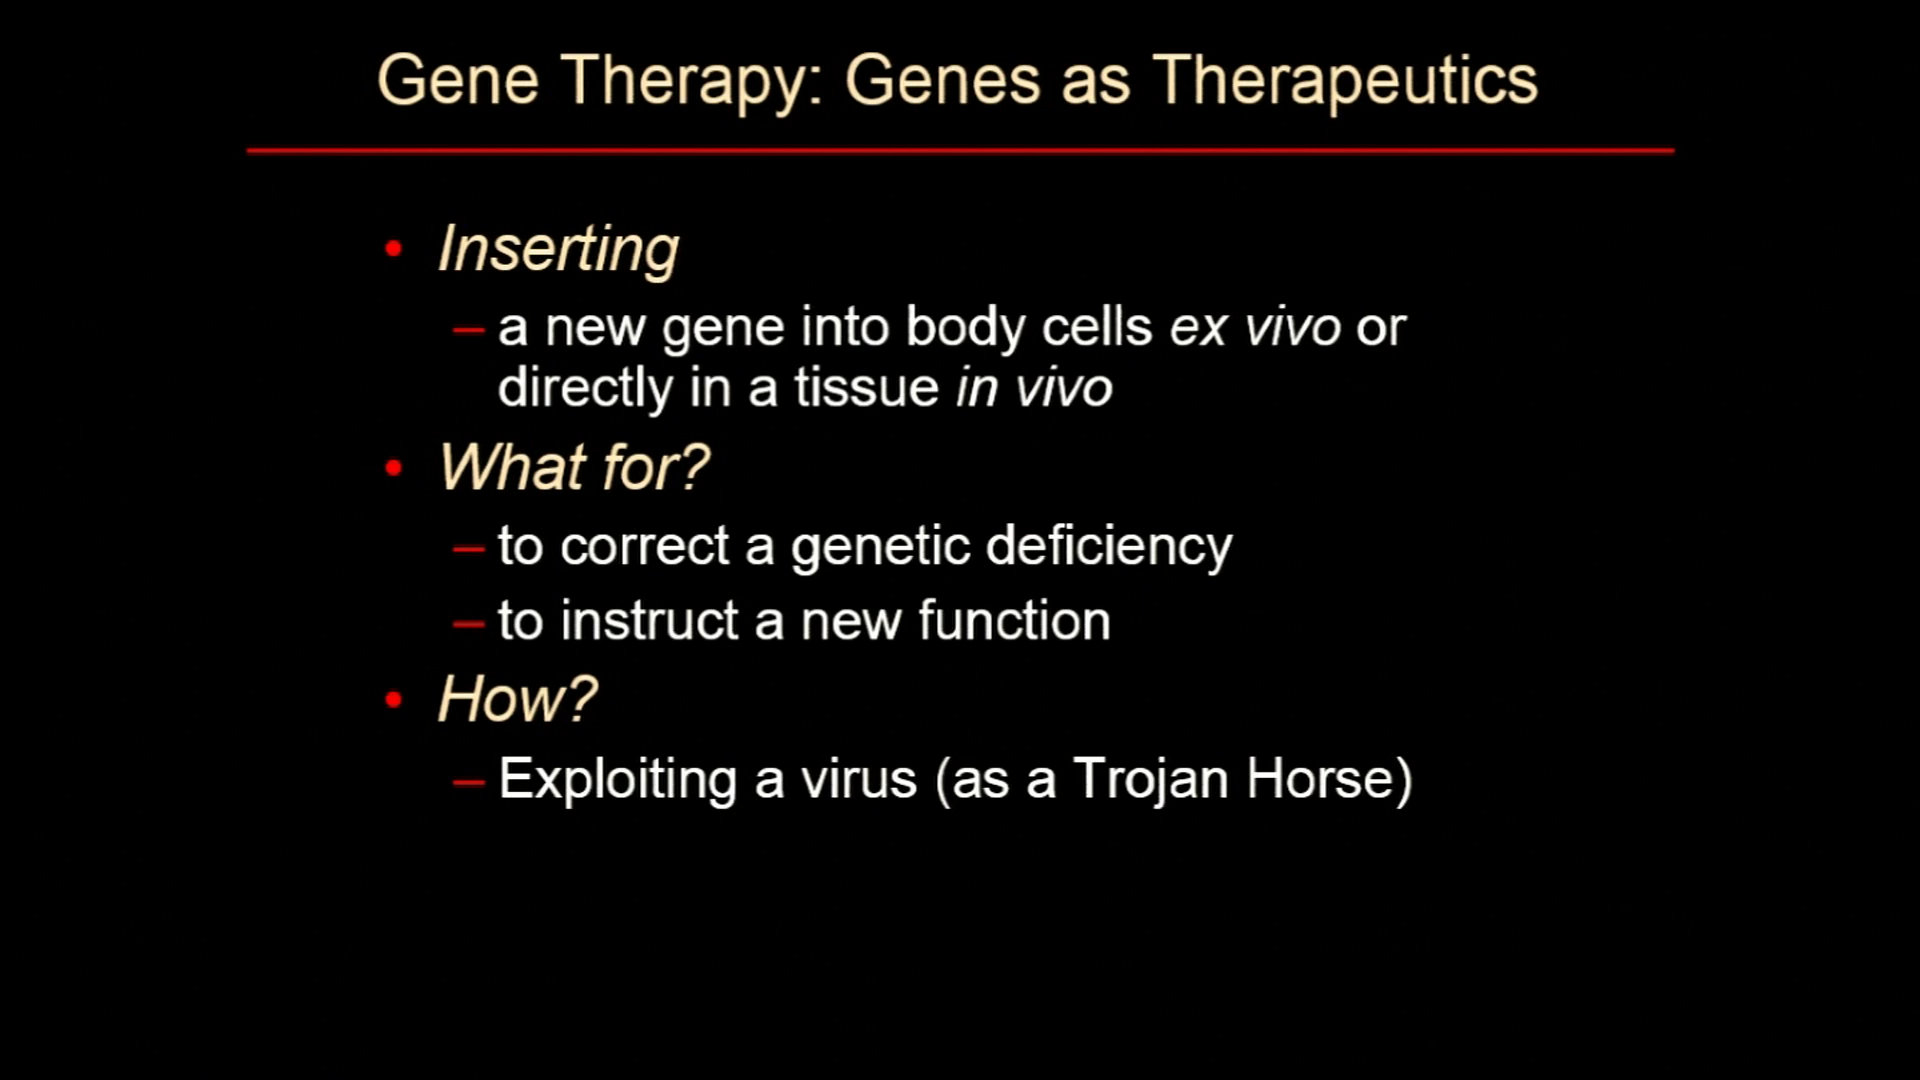 Gene Therapy: Genes as Therapeutics
• Inserting
– a new gene into body cells ex vivo or
directly in a tissue in vivo
• What for?
– to correct a genetic deficiency
– to instruct a new function
• How?
– Exploiting a virus (as a Trojan Horse)